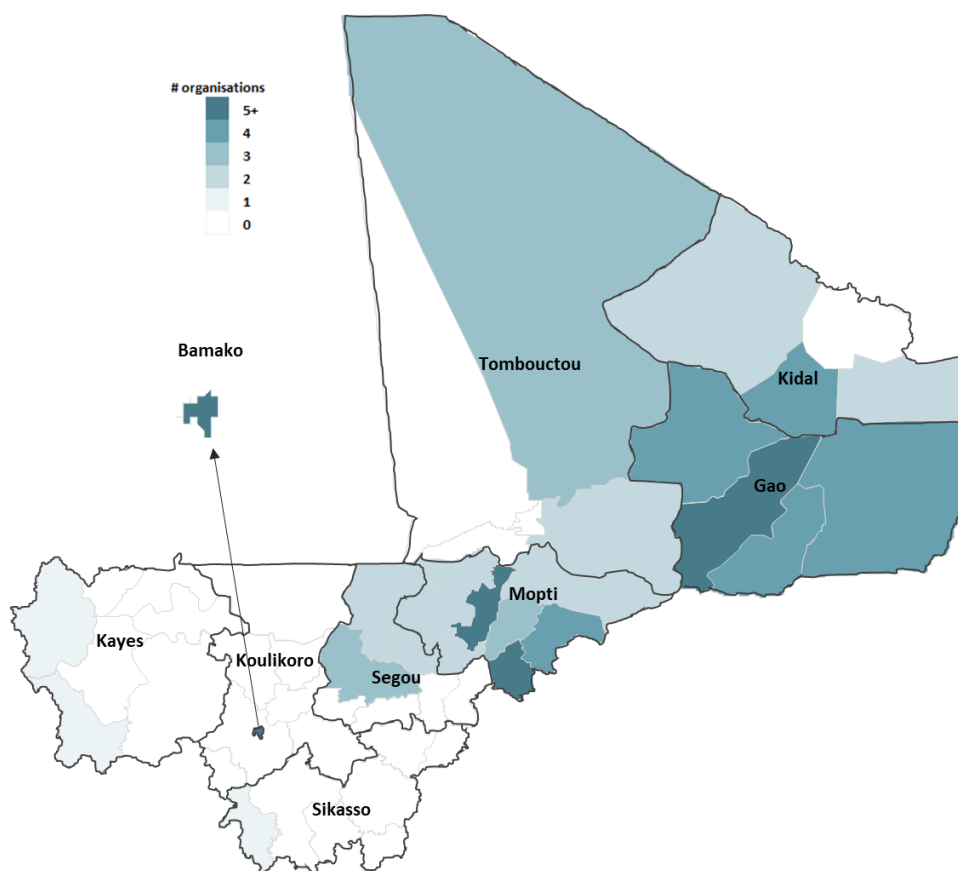 # organisations
5+
4
3
2
1
0
Bamako
Tombouctou
Kidal
Gao
Mopti
Kayes
Koulikoro
Segou
Sikasso